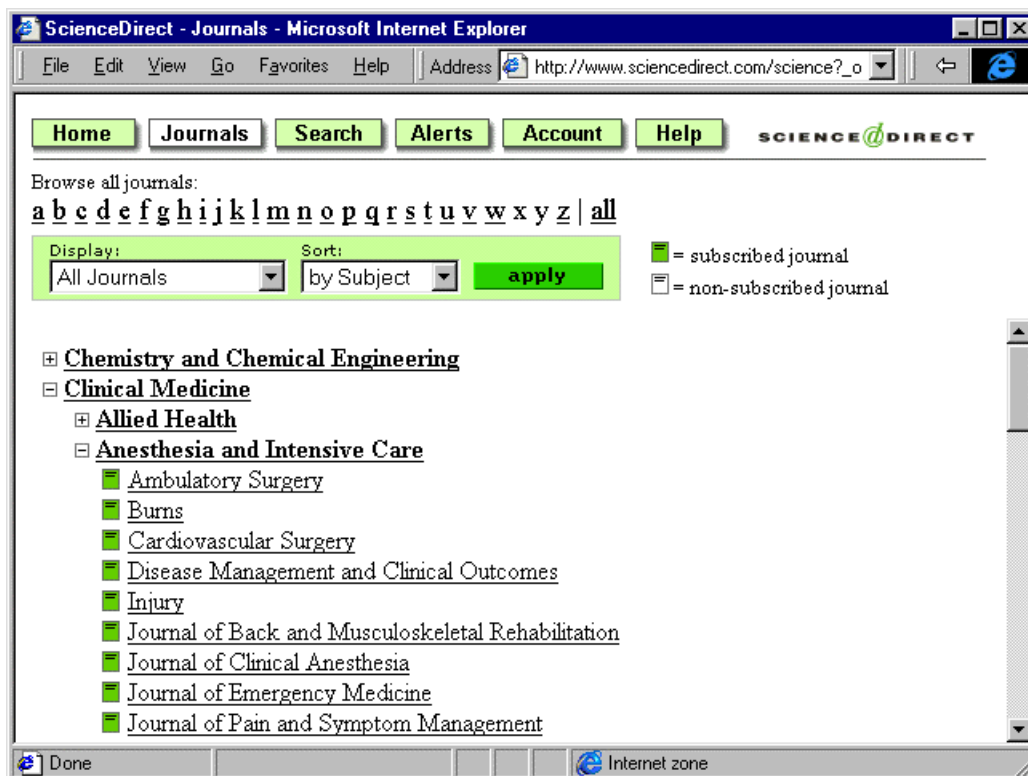 ScienceDirect - Journals - Microsoft Internet Explorer
File Edit View Go Favorites Help Address http://www.sciencedirect.com/science?_o
Home Journals Search Alerts Account Help SCIENCE@DIRECT
Browse all journals:
a b c d e f g h i j k l m n o p q r s t u v w x y z | all
Display: Sort:
All Journals by Subject apply
= subscribed journal
= non-subscribed journal
Chemistry and Chemical Engineering
Clinical Medicine
Allied Health
Anesthesia and Intensive Care
Ambulatory Surgery
Burns
Cardiovascular Surgery
Disease Management and Clinical Outcomes
Injury
Journal of Back and Musculoskeletal Rehabilitation
Journal of Clinical Anesthesia
Journal of Emergency Medicine
Journal of Pain and Symptom Management
Done Internet zone